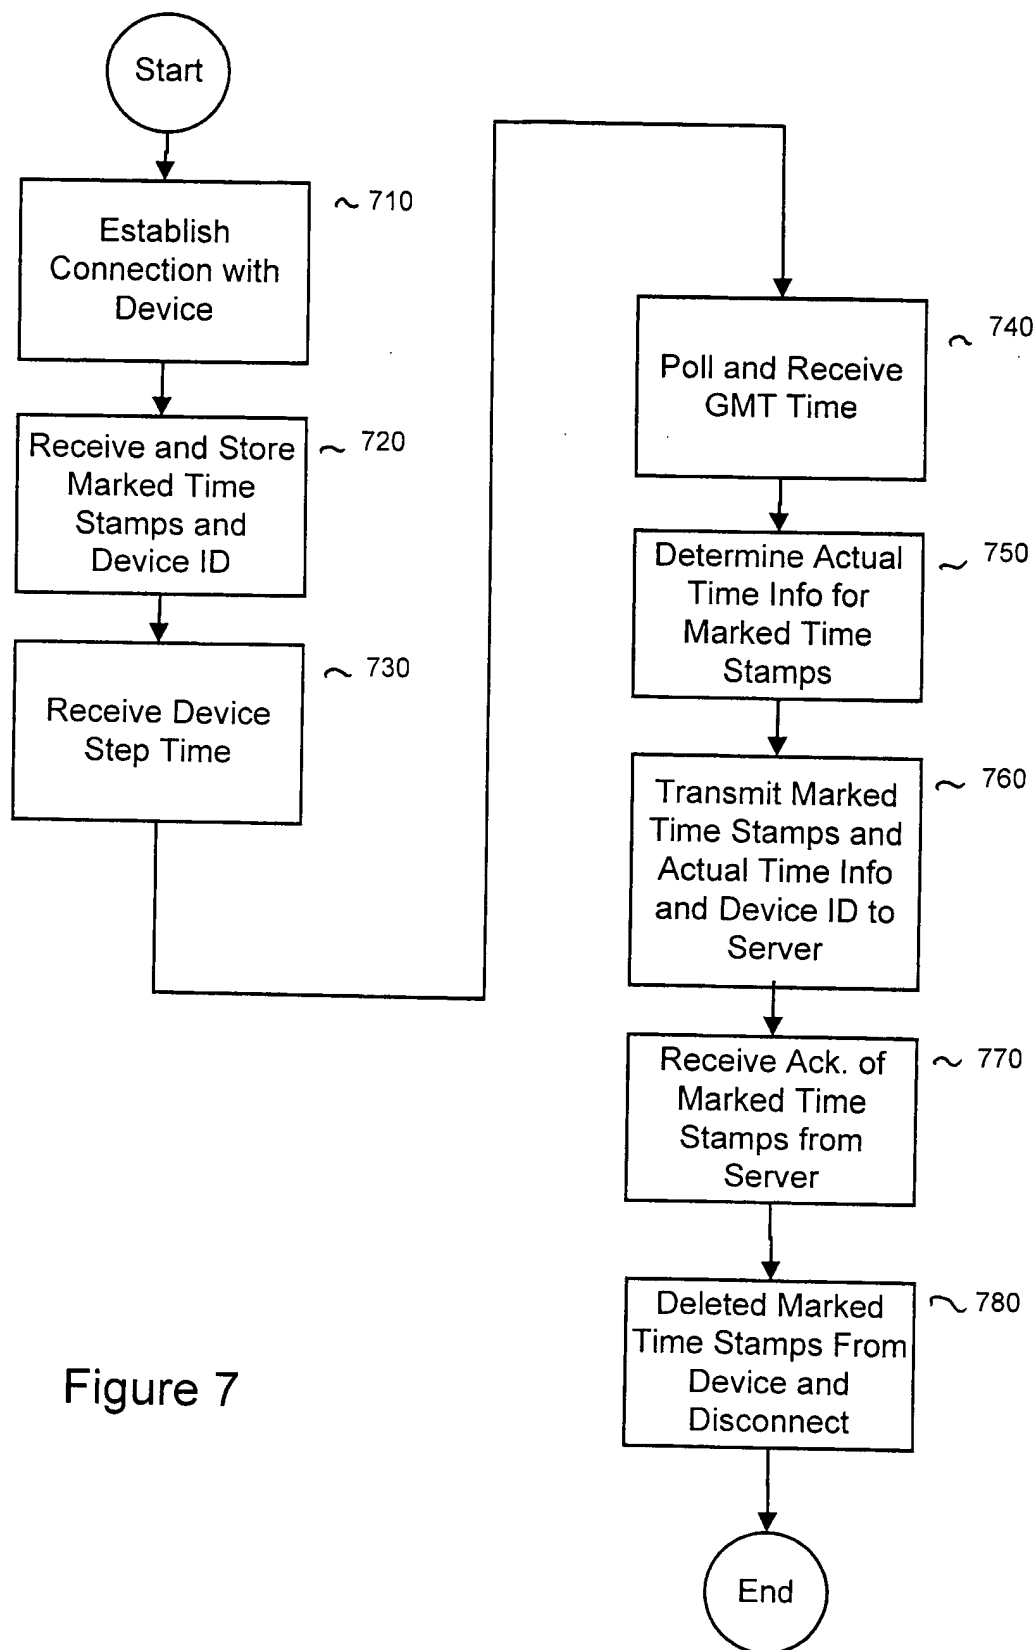 Start
Establish
Connection with
Device
~ 710
Receive and Store
Marked Time
Stamps and
Device ID
~ 720
Receive Device
Step Time
~ 730
Poll and Receive
GMT Time
~ 740
Determine Actual
Time Info for
Marked Time
Stamps
~ 750
Transmit Marked
Time Stamps and
Actual Time Info
and Device ID to
Server
~ 760
Receive Ack. of
Marked Time
Stamps from
Server
~ 770
Deleted Marked
Time Stamps From
Device and
Disconnect
~ 780
End
Figure 7